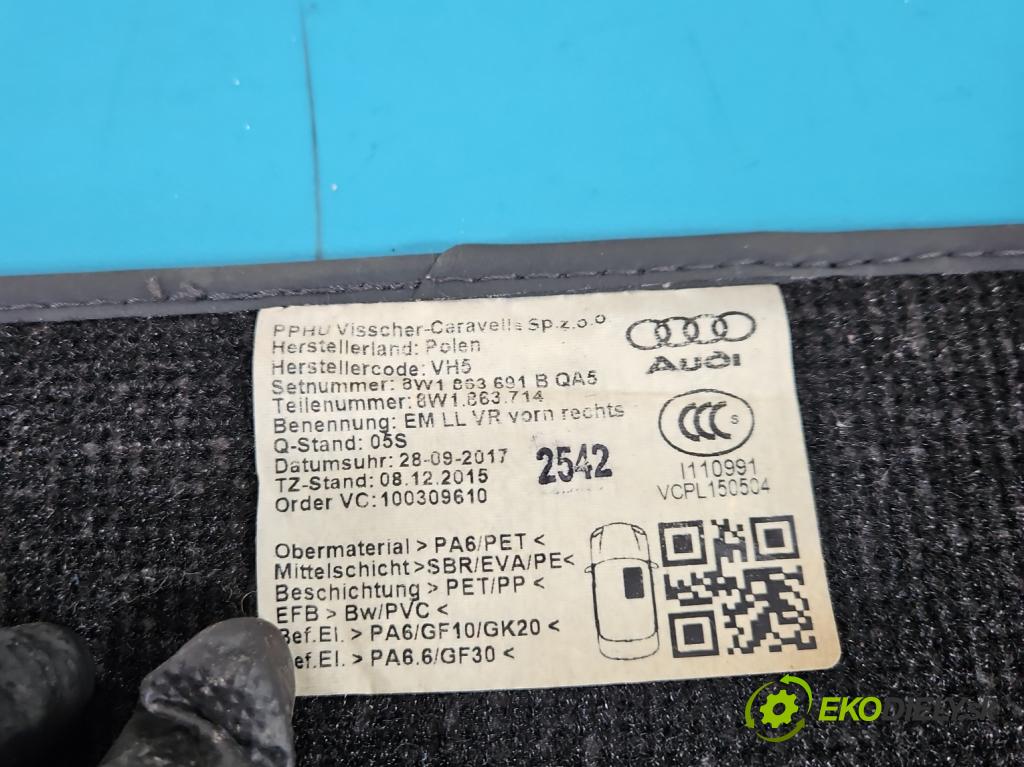 PPHU Visscher-Caravelle Sp.z.o.o
Herstellerland: Polen
Herstellercode: VH5
Setnummer: 8W1 863 691 B QA5
Teilenummer: 8W1.863.714
Benennung: EM LL VR vorn rechts
Q-Stand: 05S
Datumsuhr: 28-09-2017
TZ-Stand: 08.12.2015
Order VC: 100309610
2542
Audi
CCC S
I110991
VCPL150504
Obermaterial > PA6/PET <
Mittelschicht >SBR/EVA/PE<
Beschichtung > PET/PP <
EFB > Bw/PVC <
Bef.El. > PA6/GF10/GK20 <
ef.El. > PA6.6/GF30 <
EKODIELY.SK